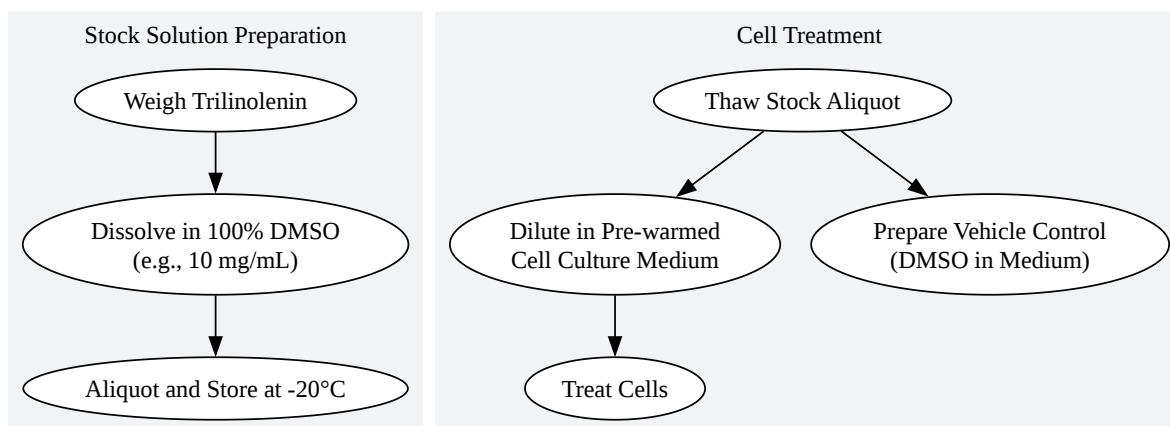 Stock Solution Preparation
Weigh Trilinolenin
Dissolve in 100% DMSO
(e.g., 10 mg/mL)
Aliquot and Store at -20°C
Cell Treatment
Thaw Stock Aliquot
Dilute in Pre-warmed
Cell Culture Medium
Prepare Vehicle Control
(DMSO in Medium)
Treat Cells